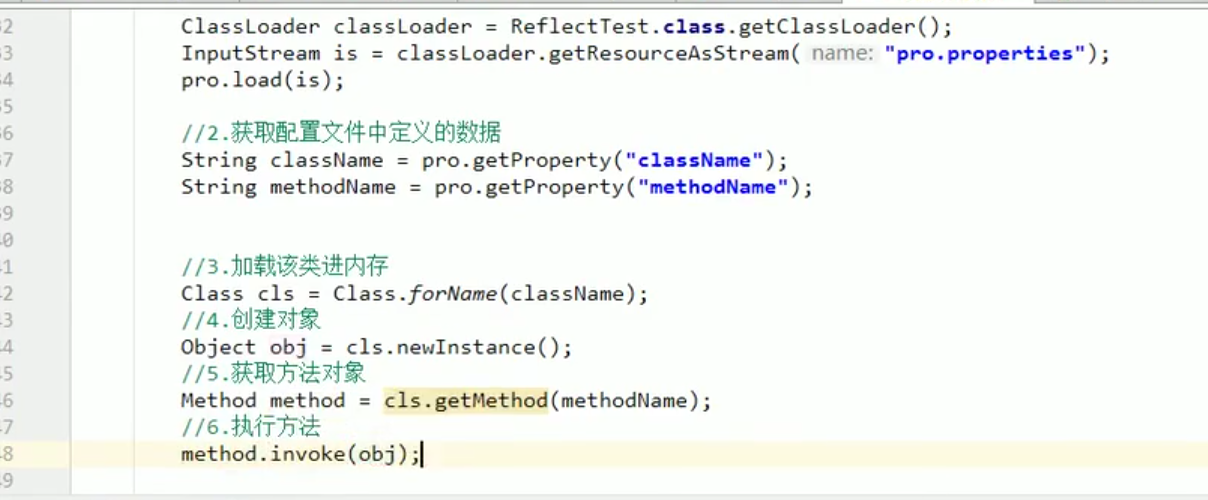 32 ClassLoader classLoader = ReflectTest.class.getClassLoader();
33 InputStream is = classLoader.getResourceAsStream( name: "pro.properties");
34 pro.load(is);
35
36 //2.获取配置文件中定义的数据
37 String className = pro.getProperty("className");
38 String methodName = pro.getProperty("methodName");
39
40
41 //3.加载该类进内存
42 Class cls = Class.forName(className);
43 //4.创建对象
44 Object obj = cls.newInstance();
45 //5.获取方法对象
46 Method method = cls.getMethod(methodName);
47 //6.执行方法
48 method.invoke(obj);
49